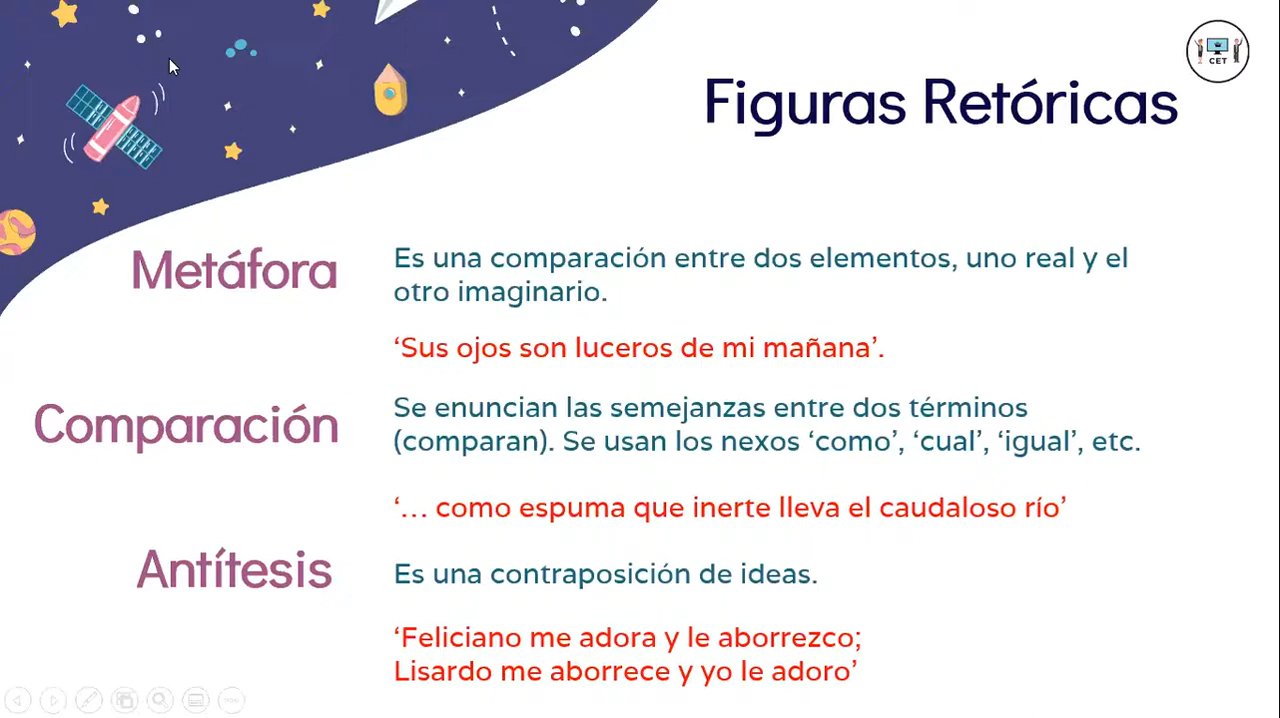 CET
Figuras Retóricas
Metáfora
Es una comparación entre dos elementos, uno real y el
otro imaginario.
‘Sus ojos son luceros de mi mañana’.
Comparación
Se enuncian las semejanzas entre dos términos
(comparan). Se usan los nexos ‘como’, ‘cual’, ‘igual’, etc.
‘... como espuma que inerte lleva el caudaloso río’
Antítesis
Es una contraposición de ideas.
‘Feliciano me adora y le aborrezco;
Lisardo me aborrece y yo le adoro’